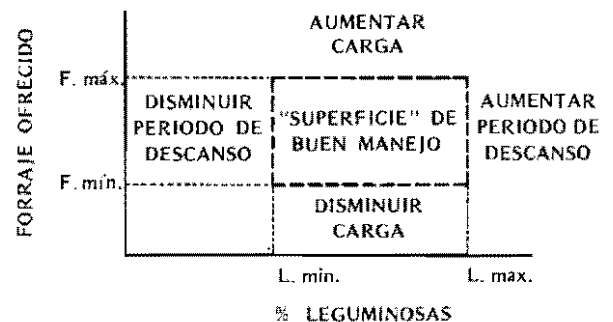 AUMENTAR
CARGA
FORRAJE OFRECIDO
F. máx.
DISMINUIR
PERIODO DE
DESCANSO
"SUPERFICIE" DE
BUEN MANEJO
AUMENTAR
PERIODO DE
DESCANSO
F. mín.
DISMINUIR
CARGA
L. min.
L. max.
% LEGUMINOSAS